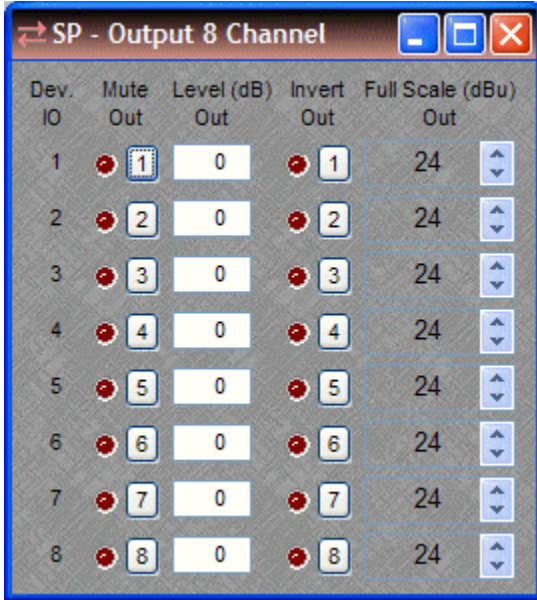 SP - Output 8 Channel
Dev. IO Mute Out Level (dB) Out Invert Out Full Scale (dBu) Out
1 1 0 1 24
2 2 0 2 24
3 3 0 3 24
4 4 0 4 24
5 5 0 5 24
6 6 0 6 24
7 7 0 7 24
8 8 0 8 24